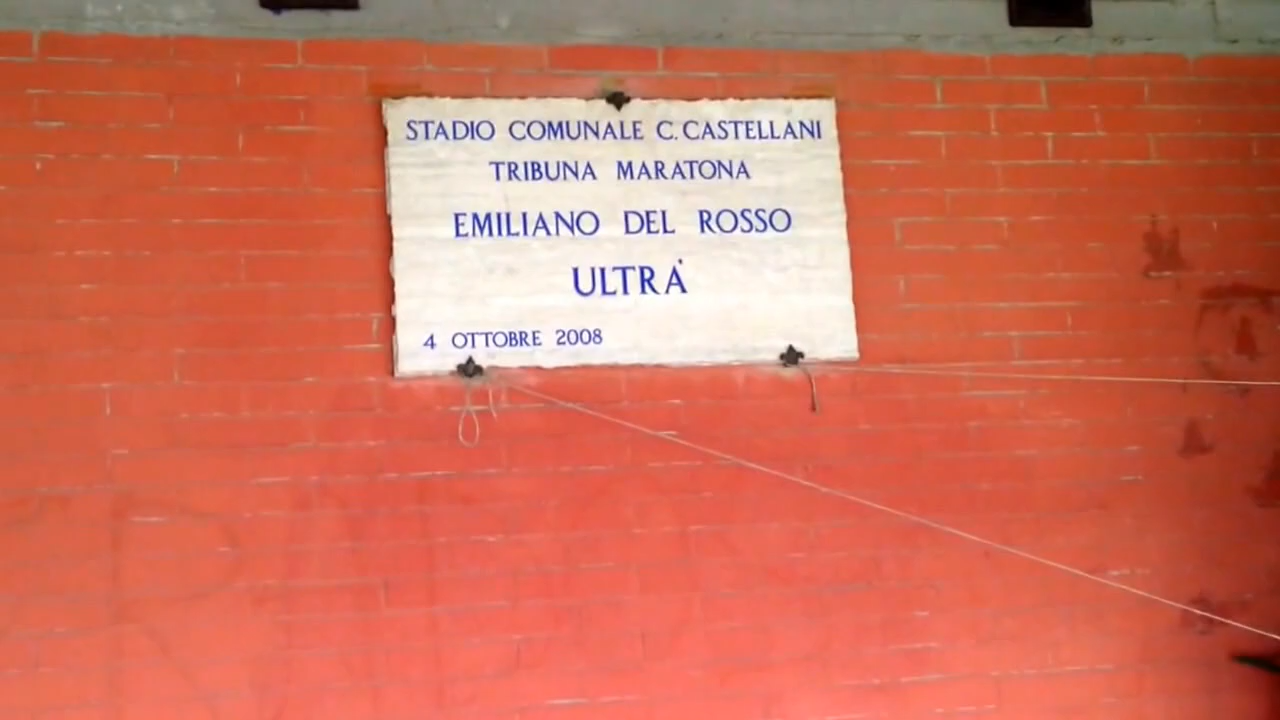 STADIO COMUNALE C. CASTELLANI
TRIBUNA MARATONA
EMILIANO DEL ROSSO
ULTRÀ
4 OTTOBRE 2008